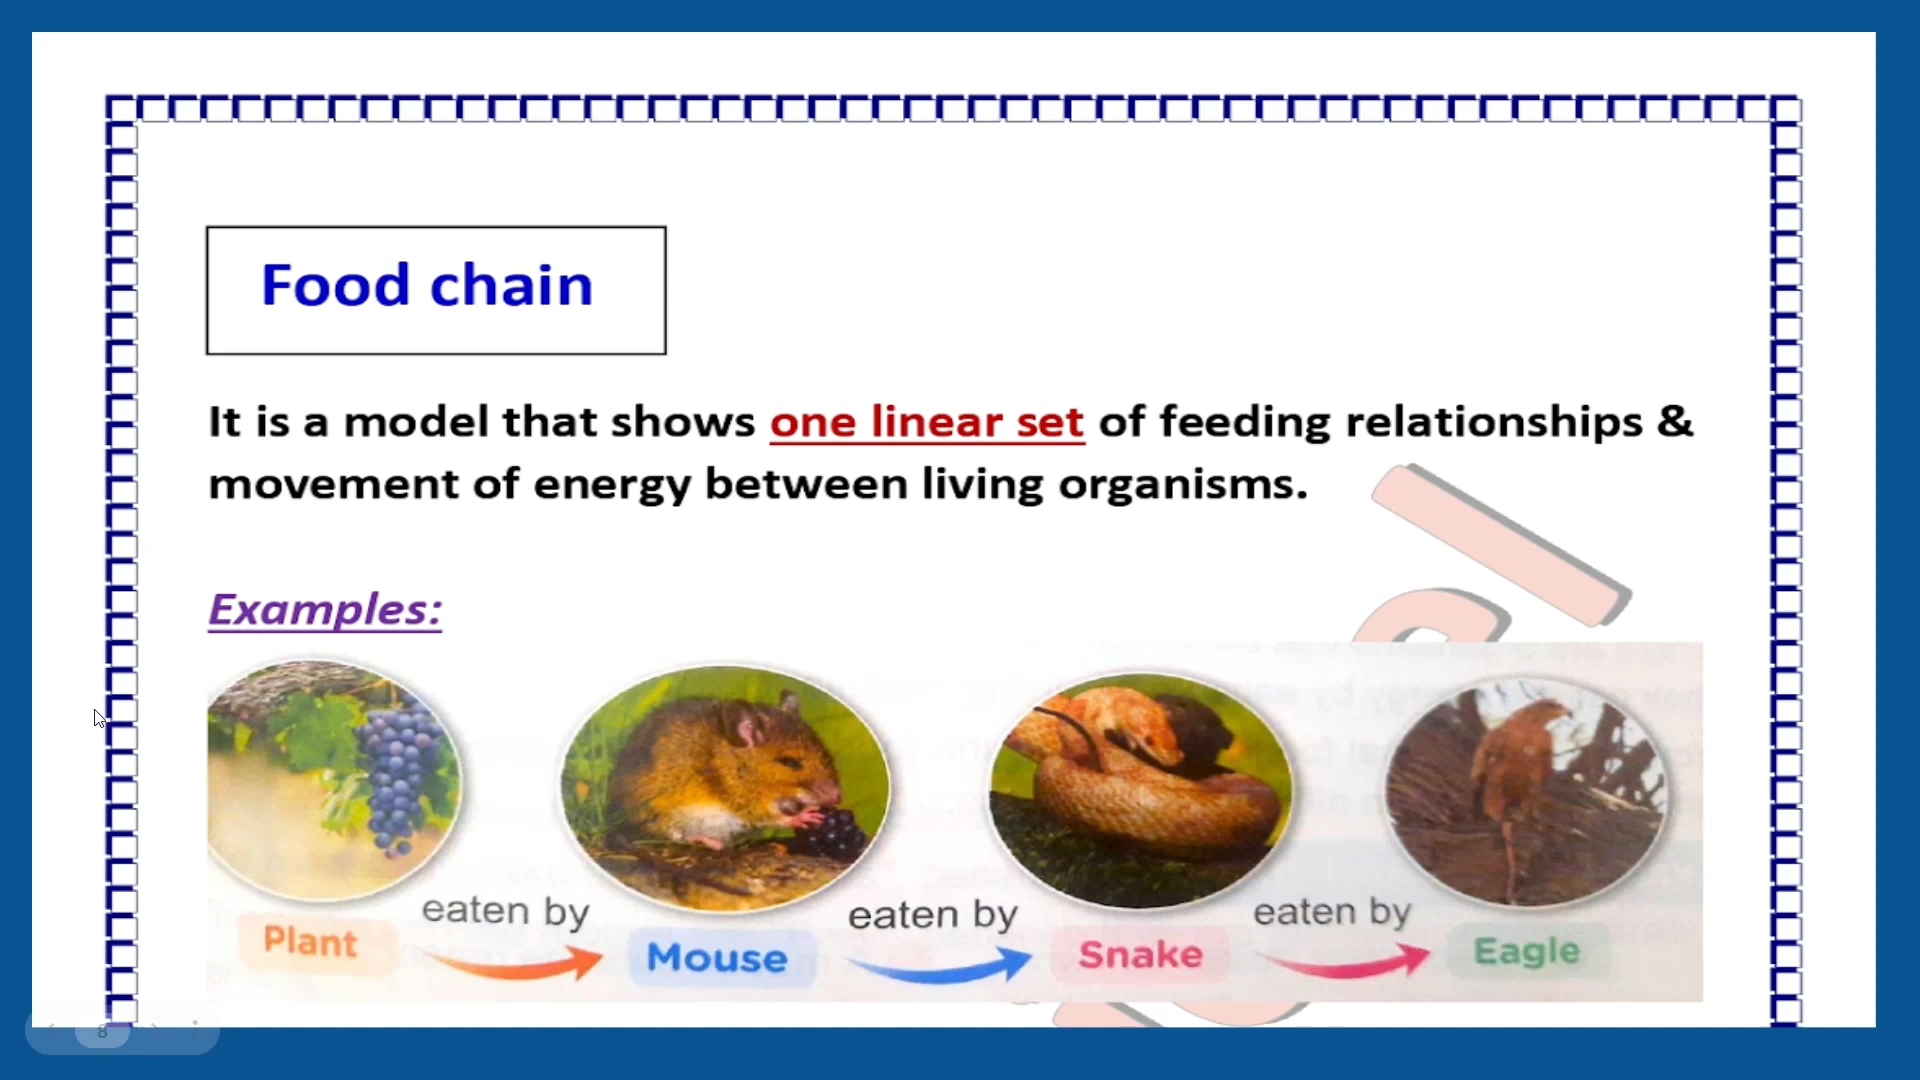 Food chain
It is a model that shows one linear set of feeding relationships &
movement of energy between living organisms.
Examples:
eaten by
eaten by
eaten by
Plant
Mouse
Snake
Eagle
8